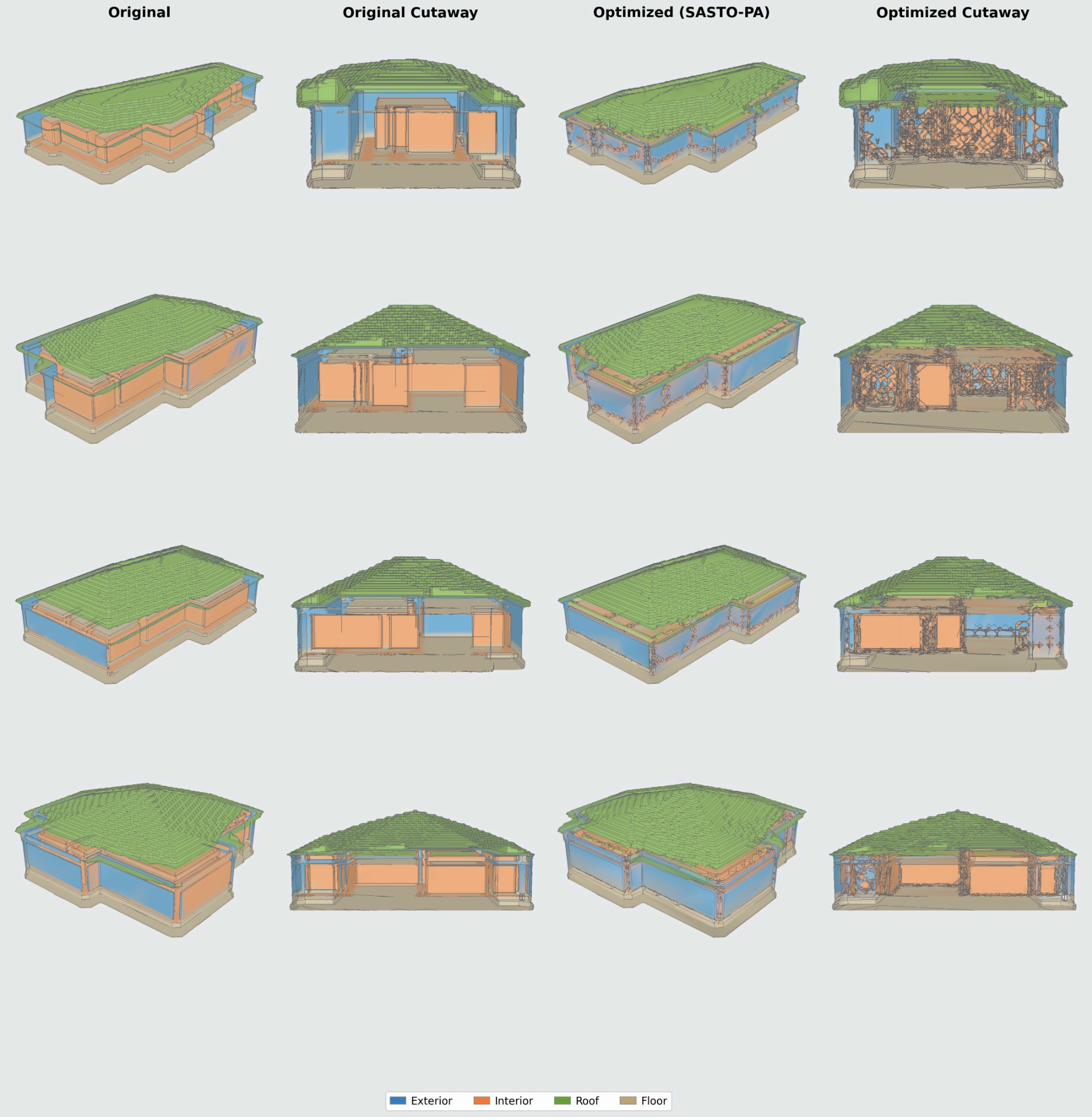 Original
Original Cutaway
Optimized (SASTO-PA)
Optimized Cutaway
Exterior
Interior
Roof
Floor